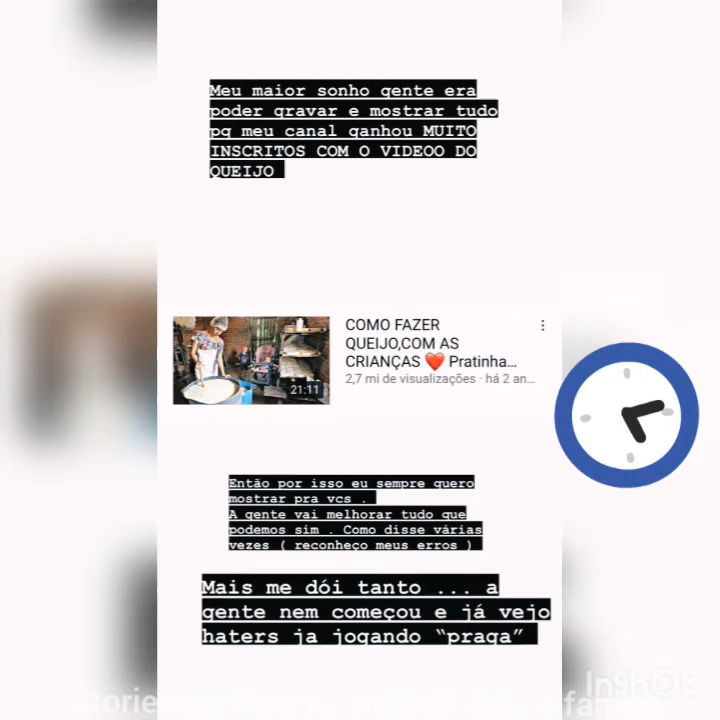 Meu maior sonho gente era
poder gravar e mostrar tudo
pq meu canal ganhou MUITO
INSCRITOS COM O VIDEOO DO
QUEIJO
COMO FAZER
QUEIJO,COM AS
CRIANÇAS ❤️ Pratinha...
2,7 mi de visualizações · há 2 an...
21:11
Então por isso eu sempre quero
mostrar pra vcs .
A gente vai melhorar tudo que
podemos sim . Como disse várias
vezes ( reconheço meus erros )
Mais me dói tanto ... a
gente nem começou e já vejo
haters ja jogando “praga”
InShOt